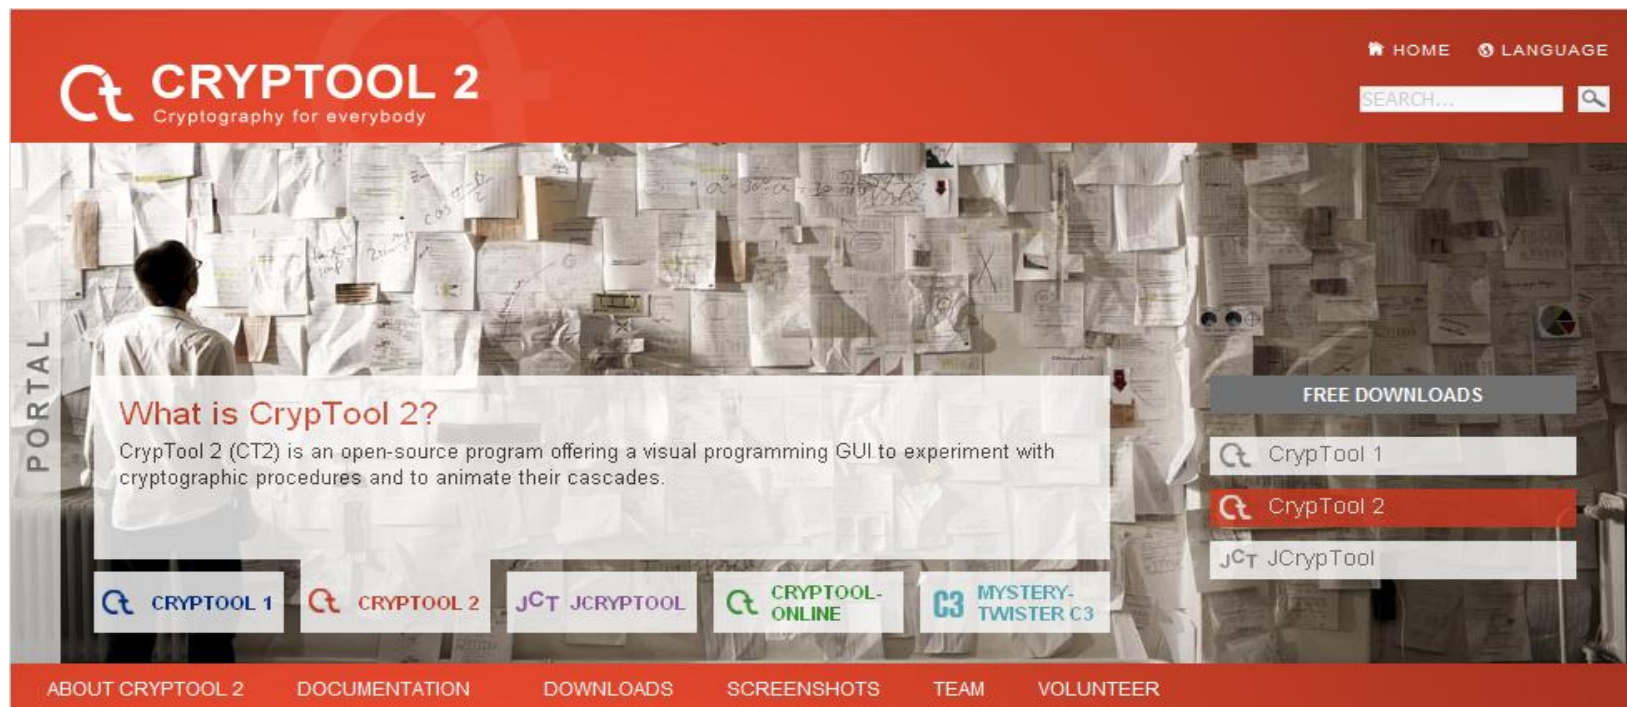 HOME LANGUAGE
CRYPTOOL 2
Cryptography for everybody
SEARCH...
PORTAL
What is CrypTool 2?
CrypTool 2 (CT2) is an open-source program offering a visual programming GUI to experiment with
cryptographic procedures and to animate their cascades.
FREE DOWNLOADS
CrypTool 1
CrypTool 2
JCT JCrypTool
CRYPTOOL 1
CRYPTOOL 2
JCT JCRYPTOOL
CRYPTOOL-
ONLINE
C3 MYSTERY-
TWISTER C3
ABOUT CRYPTOOL 2 DOCUMENTATION DOWNLOADS SCREENSHOTS TEAM VOLUNTEER